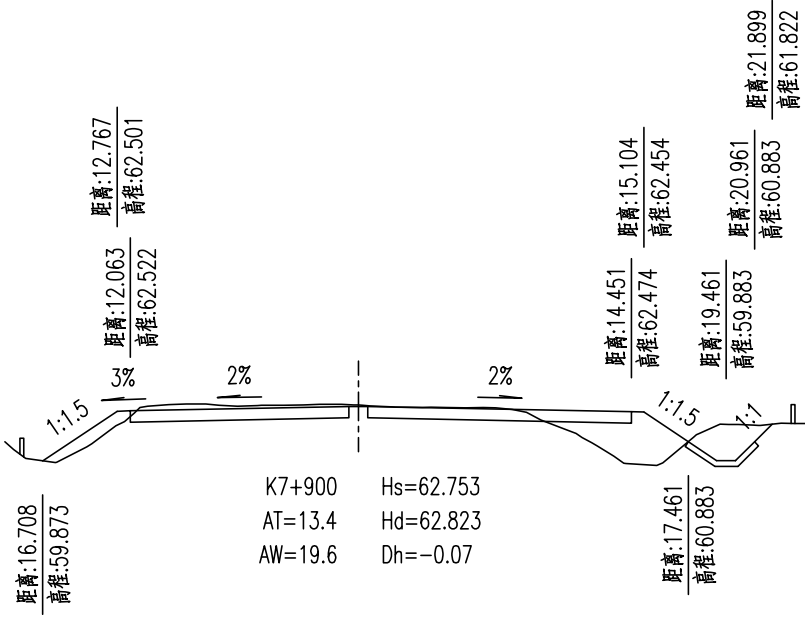 距离:21.899
高程:61.822
距离:12.767
高程:62.501
距离:15.104
高程:62.454
距离:20.961
高程:60.883
距离:12.063
高程:62.522
距离:14.451
高程:62.474
距离:19.461
高程:59.883
3%
2%
2%
1:1.5
1:1.5
1:1
K7+900
Hs=62.753
AT=13.4
Hd=62.823
AW=19.6
Dh=-0.07
距离:16.708
高程:59.873
距离:17.461
高程:60.883